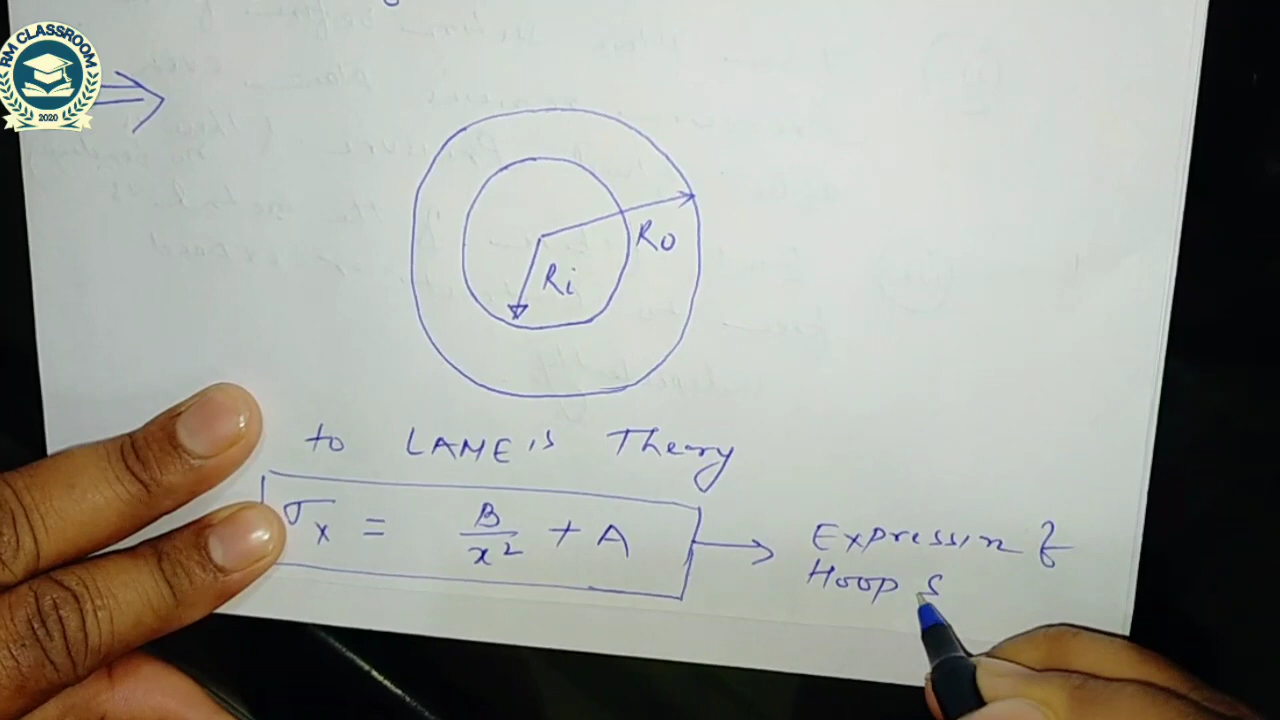 RM CLASSROOM
2020
Ro
Ri
to LAME's Theory
σx = B/x² + A
Expression of
Hoop S